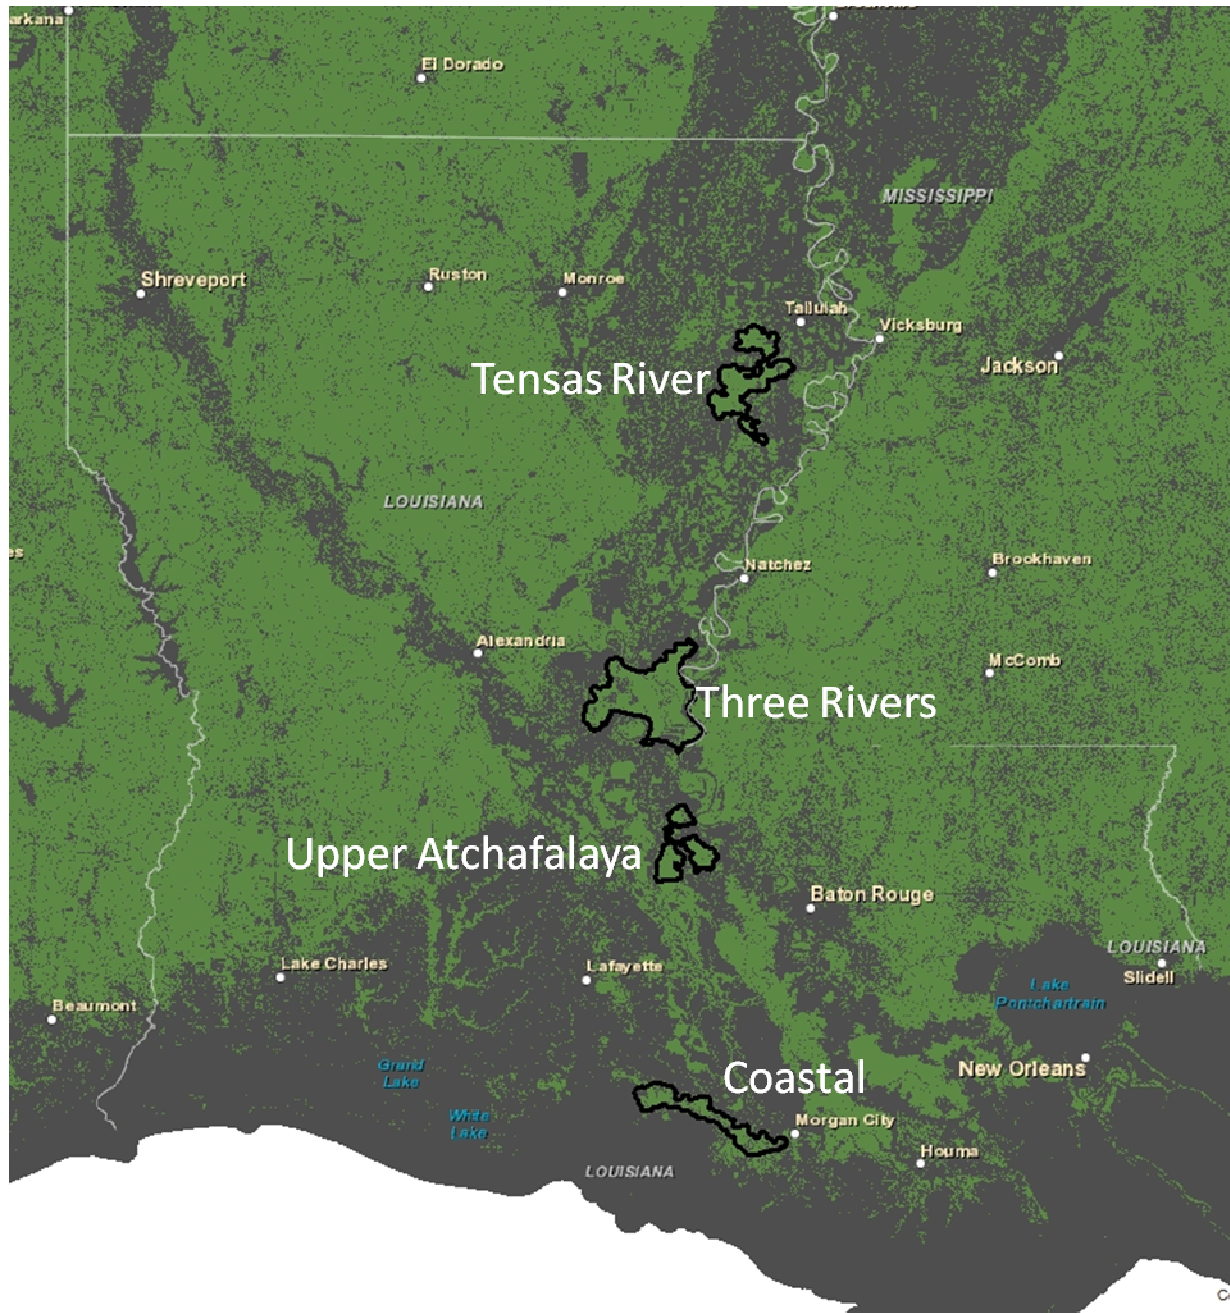 arkana
El Dorado
MISSISSIPPI
Shreveport
Ruston
Monroe
Tallulah
Vicksburg
Jackson
Tensas River
LOUISIANA
es
Natchez
Brookhaven
Alexandria
McComb
Three Rivers
Upper Atchafalaya
Baton Rouge
LOUISIANA
Lake Charles
Lafayette
Slidell
Lake
Pontchartrain
Beaumont
Grand
Lake
Coastal
New Orleans
White
Lake
Morgan City
Houma
LOUISIANA